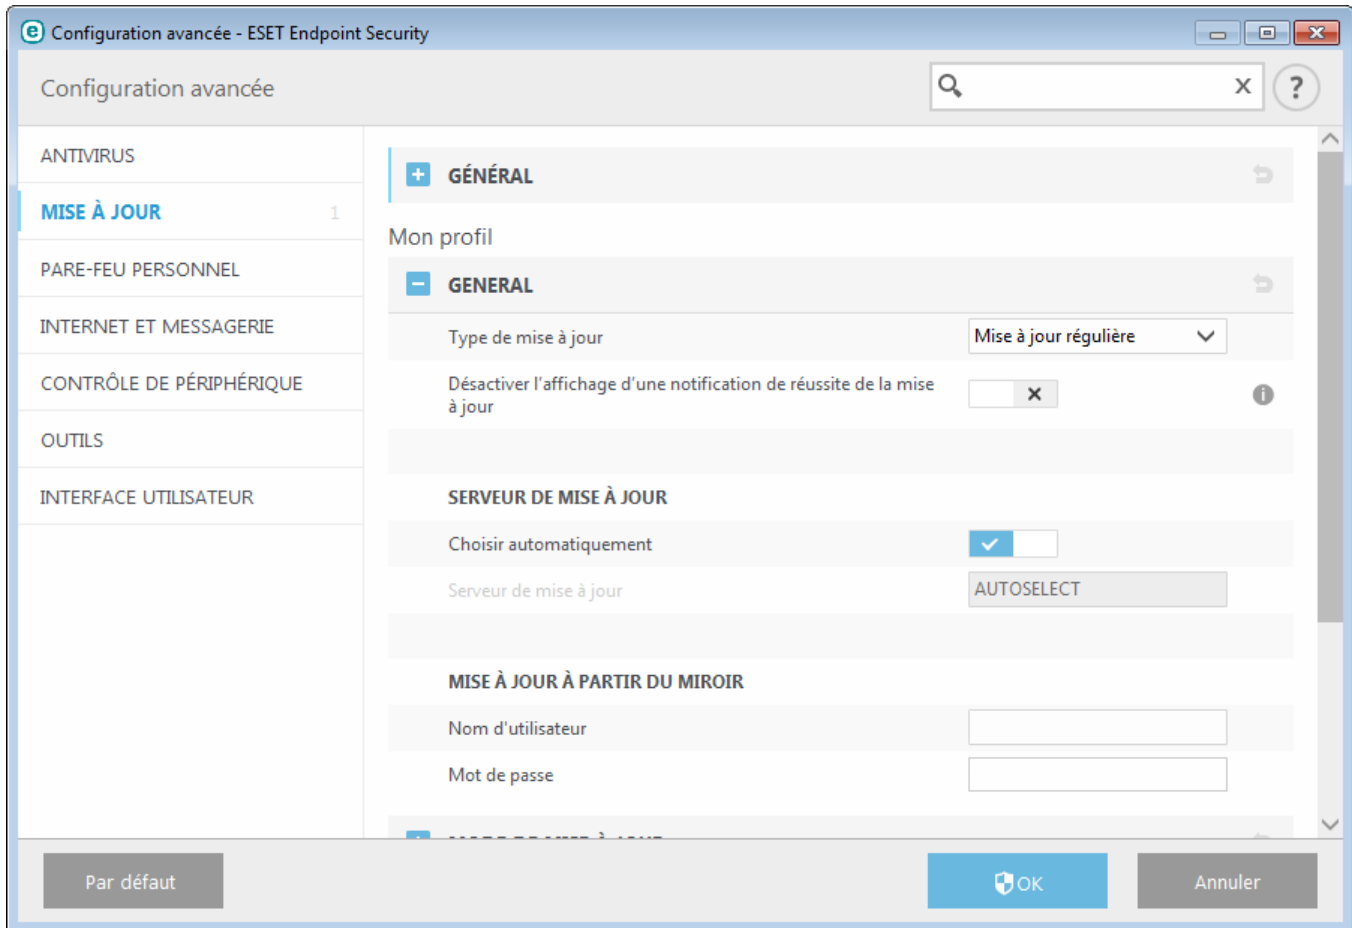 Configuration avancée - ESET Endpoint Security
Configuration avancée
ANTIVIRUS
MISE À JOUR 1
PARE-FEU PERSONNEL
INTERNET ET MESSAGERIE
CONTRÔLE DE PÉRIPHÉRIQUE
OUTILS
INTERFACE UTILISATEUR
GÉNÉRAL
Mon profil
GENERAL
Type de mise à jour Mise à jour régulière
Désactiver l'affichage d'une notification de réussite de la mise
à jour
SERVEUR DE MISE À JOUR
Choisir automatiquement
Serveur de mise à jour AUTOSELECT
MISE À JOUR À PARTIR DU MIROIR
Nom d'utilisateur
Mot de passe
Par défaut
OK
Annuler